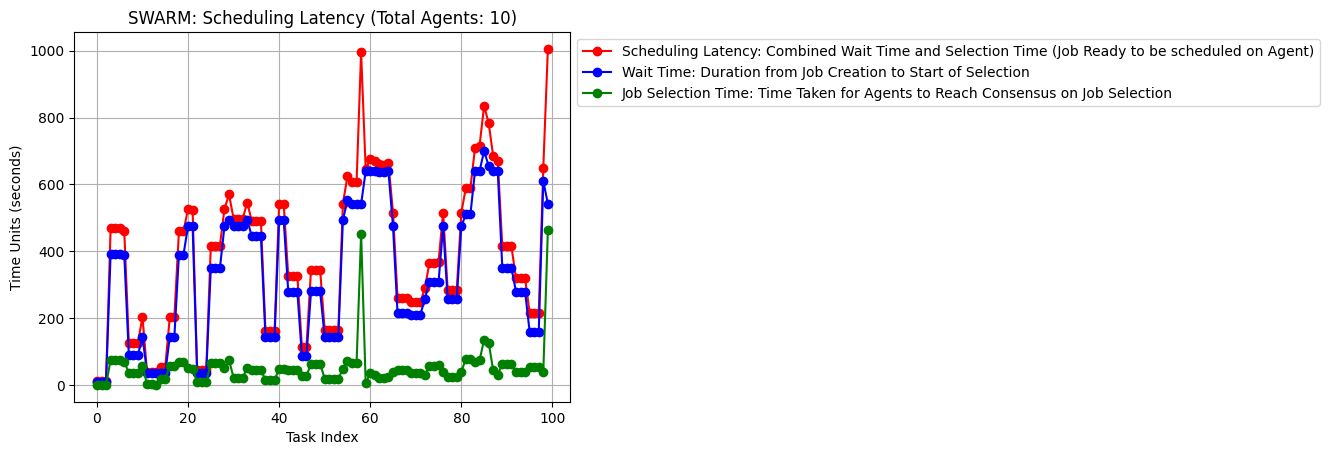 SWARM: Scheduling Latency (Total Agents: 10)
Scheduling Latency: Combined Wait Time and Selection Time (Job Ready to be scheduled on Agent)
Wait Time: Duration from Job Creation to Start of Selection
Job Selection Time: Time Taken for Agents to Reach Consensus on Job Selection
Time Units (seconds)
1000
800
600
400
200
0
0 20 40 60 80 100
Task Index